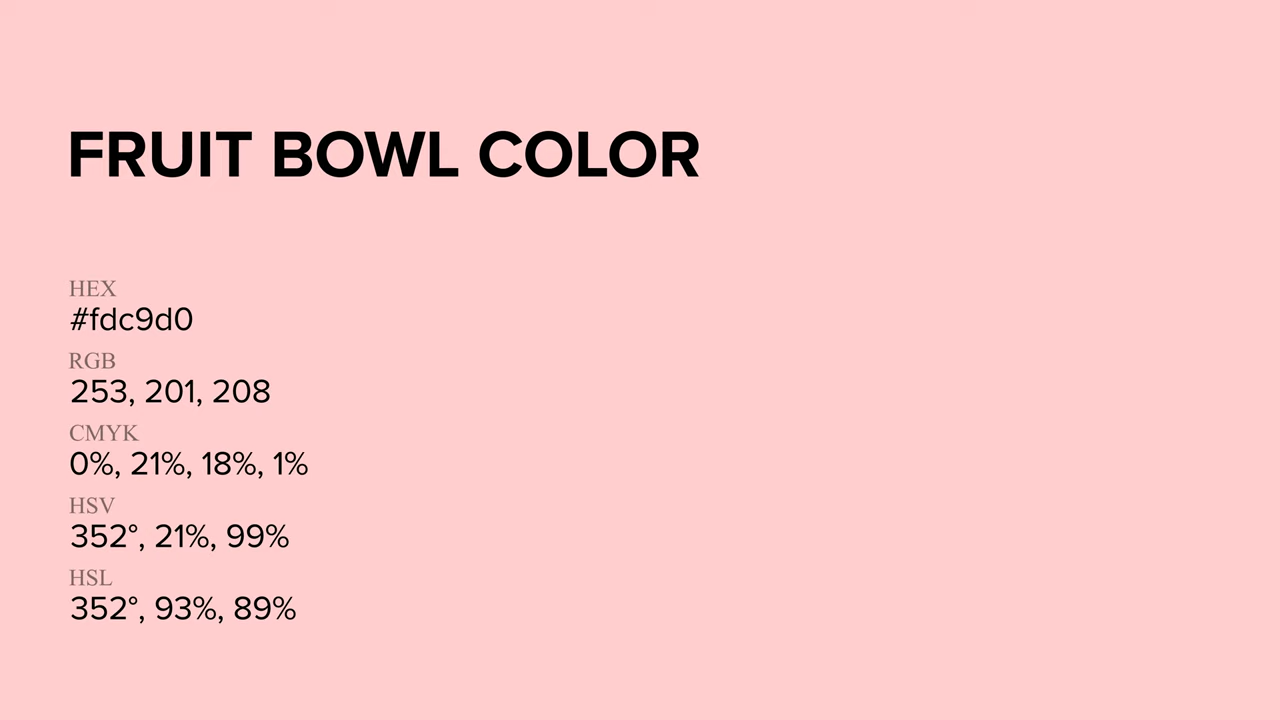 FRUIT BOWL COLOR
HEX
#fdc9d0
RGB
253, 201, 208
CMYK
0%, 21%, 18%, 1%
HSV
352°, 21%, 99%
HSL
352°, 93%, 89%